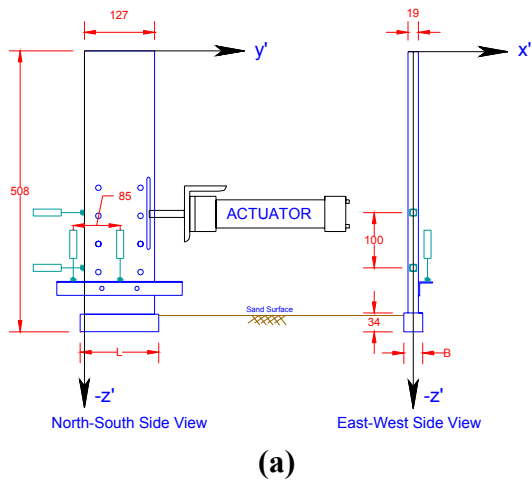 127
19
y'
x'
508
85
ACTUATOR
100
Sand Surface
34
L
B
-z'
-z'
North-South Side View
East-West Side View
(a)